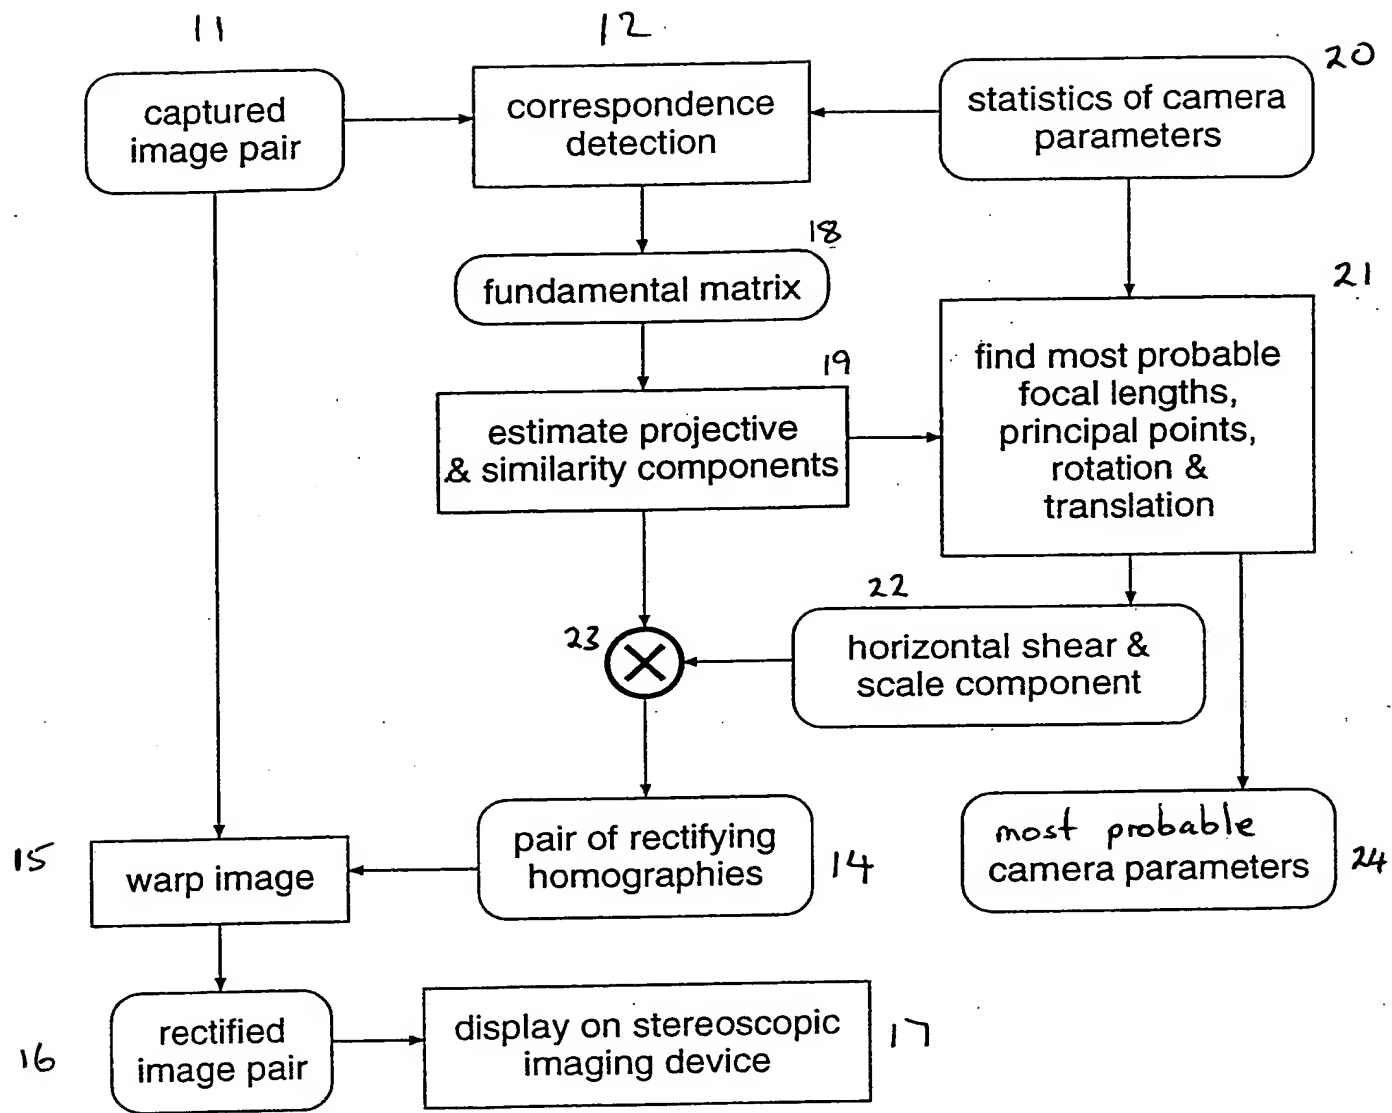 11
12
20
captured
image pair
correspondence
detection
statistics of camera
parameters
18
fundamental matrix
21
19
estimate projective
& similarity components
find most probable
focal lengths,
principal points,
rotation &
translation
22
23
horizontal shear &
scale component
15
warp image
pair of rectifying
homographies
14
most probable
camera parameters
24
16
rectified
image pair
display on stereoscopic
imaging device
17